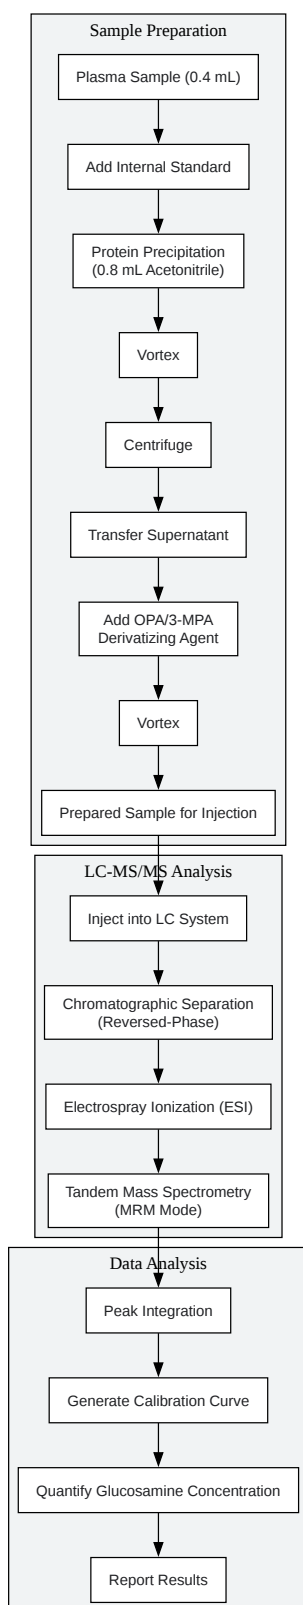 Sample Preparation
Plasma Sample (0.4 mL)
Add Internal Standard
Protein Precipitation
(0.8 mL Acetonitrile)
Vortex
Centrifuge
Transfer Supernatant
Add OPA/3-MPA
Derivatizing Agent
Vortex
Prepared Sample for Injection
LC-MS/MS Analysis
Inject into LC System
Chromatographic Separation
(Reversed-Phase)
Electrospray Ionization (ESI)
Tandem Mass Spectrometry
(MRM Mode)
Data Analysis
Peak Integration
Generate Calibration Curve
Quantify Glucosamine Concentration
Report Results